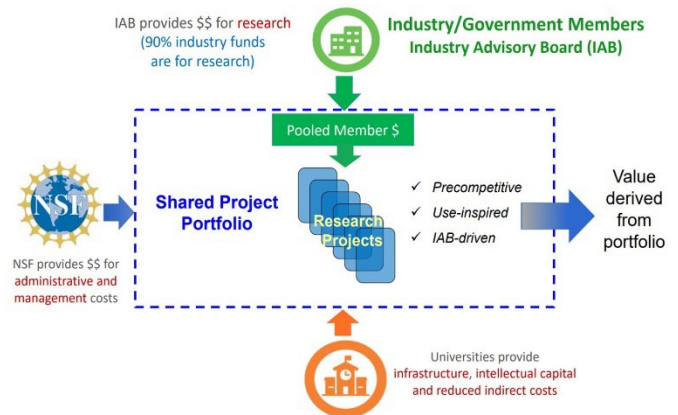 IAB provides $$ for research
(90% industry funds
are for research)
Industry/Government Members
Industry Advisory Board (IAB)
Pooled Member $
Shared Project
Portfolio
Research
Projects
✓ Precompetitive
✓ Use-inspired
✓ IAB-driven
Value
derived
from
portfolio
NSF
NSF provides $$ for
administrative and
management costs
Universities provide
infrastructure, intellectual capital
and reduced indirect costs